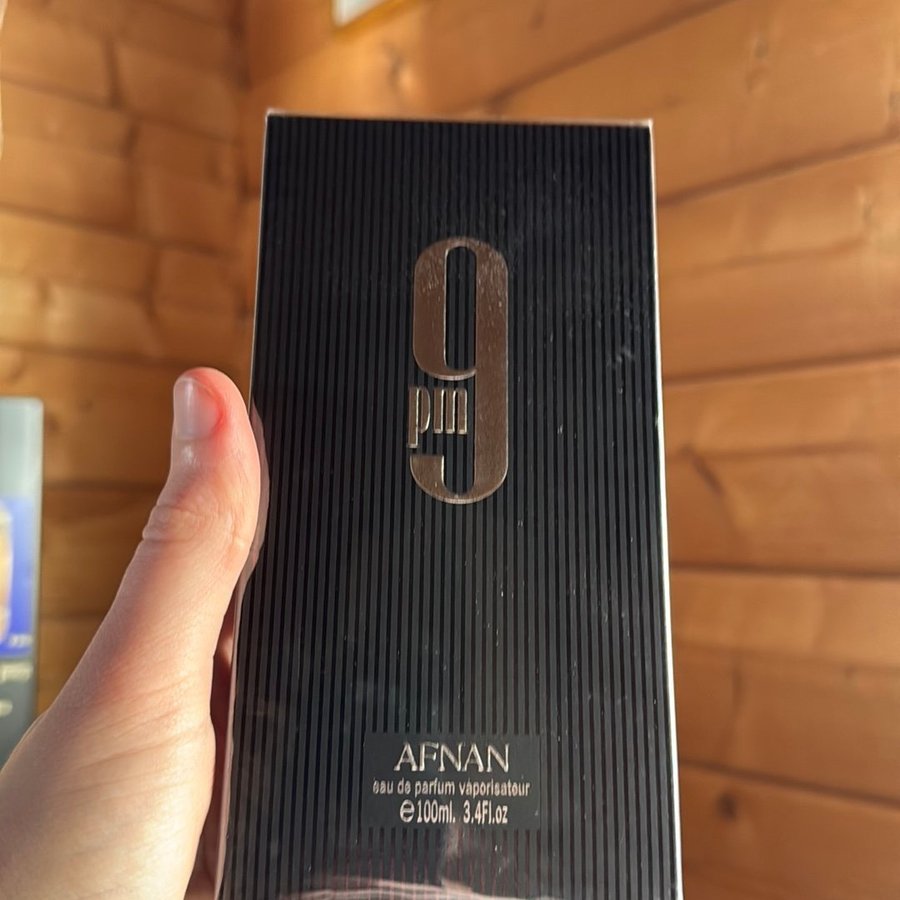 9
pm
AFNAN
eau de parfum vaporisateur
℮100ml. 3.4Fl.oz